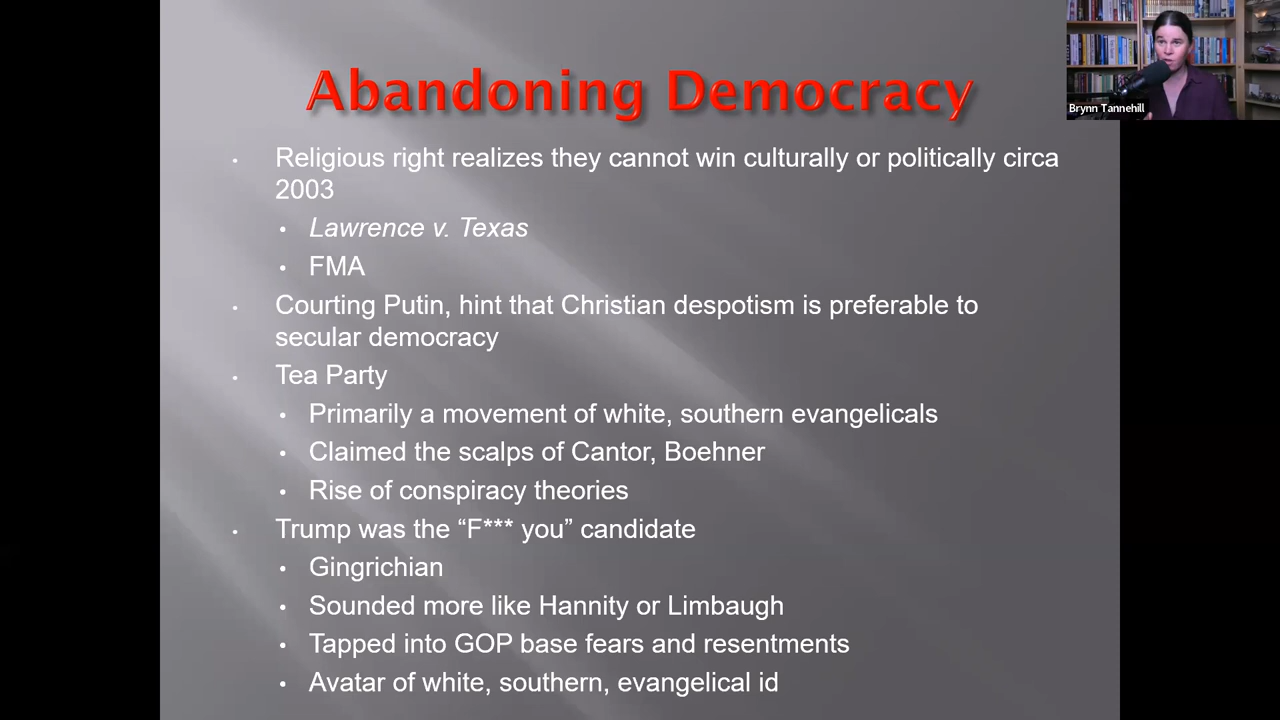 Abandoning Democracy
Brynn Tannehill
• Religious right realizes they cannot win culturally or politically circa
2003
• Lawrence v. Texas
• FMA
• Courting Putin, hint that Christian despotism is preferable to
secular democracy
• Tea Party
• Primarily a movement of white, southern evangelicals
• Claimed the scalps of Cantor, Boehner
• Rise of conspiracy theories
• Trump was the “F*** you” candidate
• Gingrichian
• Sounded more like Hannity or Limbaugh
• Tapped into GOP base fears and resentments
• Avatar of white, southern, evangelical id